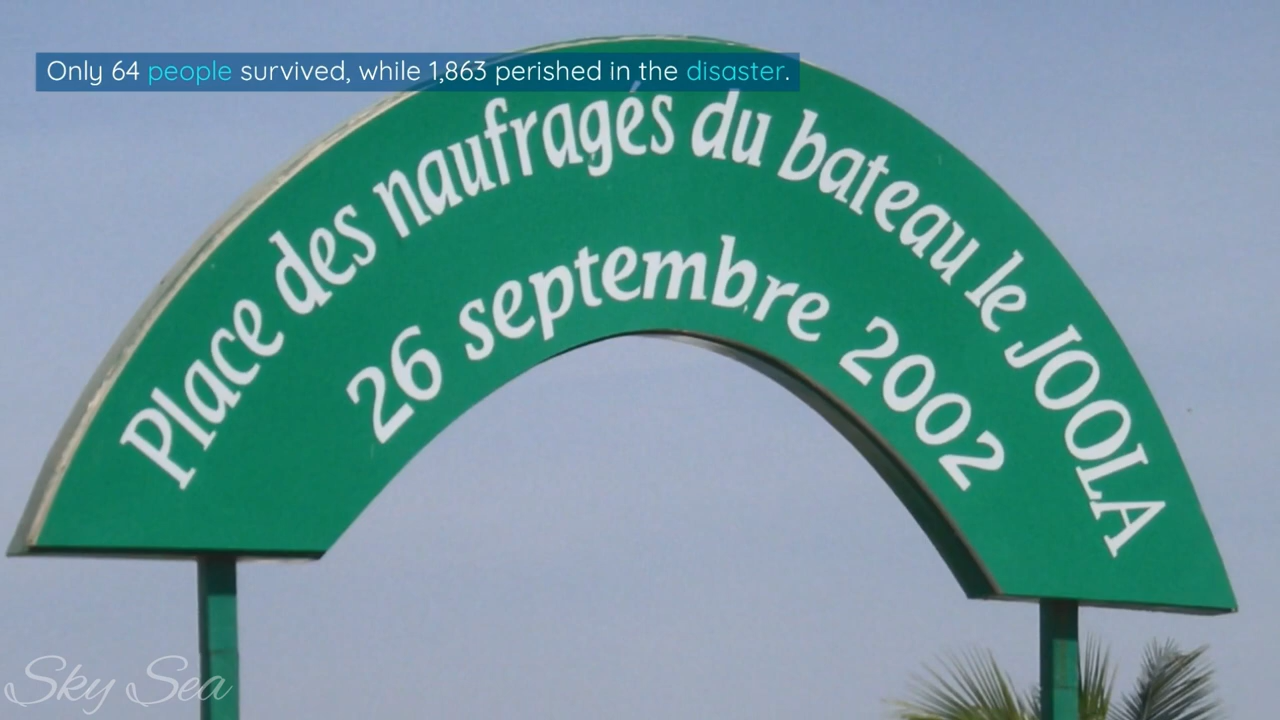 Only 64 people survived, while 1,863 perished in the disaster.
Place des naufragés du bateau le JOOLA
26 septembre 2002
Sky Sea